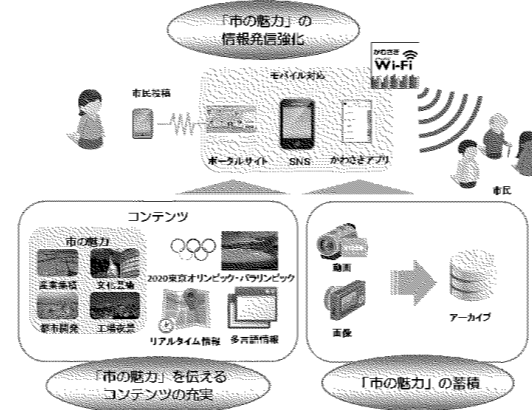 「市の魅力」の
情報発信強化
かわさき
Wi-Fi
モバイル対応
市民投稿
ポータルサイト
SNS
かわさきアプリ
市民
コンテンツ
市の魅力
産業集積
文化芸術
都市開発
工場夜景
2020東京オリンピック・パラリンピック
リアルタイム情報
多言語情報
動画
画像
アーカイブ
「市の魅力」を伝える
コンテンツの充実
「市の魅力」の蓄積